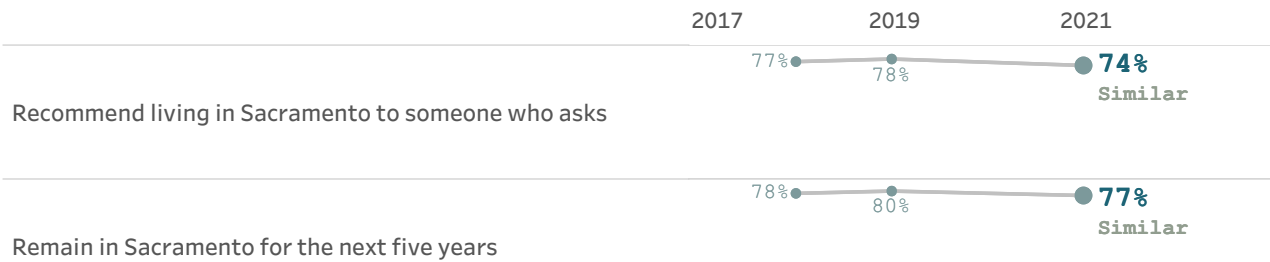 2017 2019 2021
77% 78% 74%
Similar
Recommend living in Sacramento to someone who asks
78% 80% 77%
Similar
Remain in Sacramento for the next five years